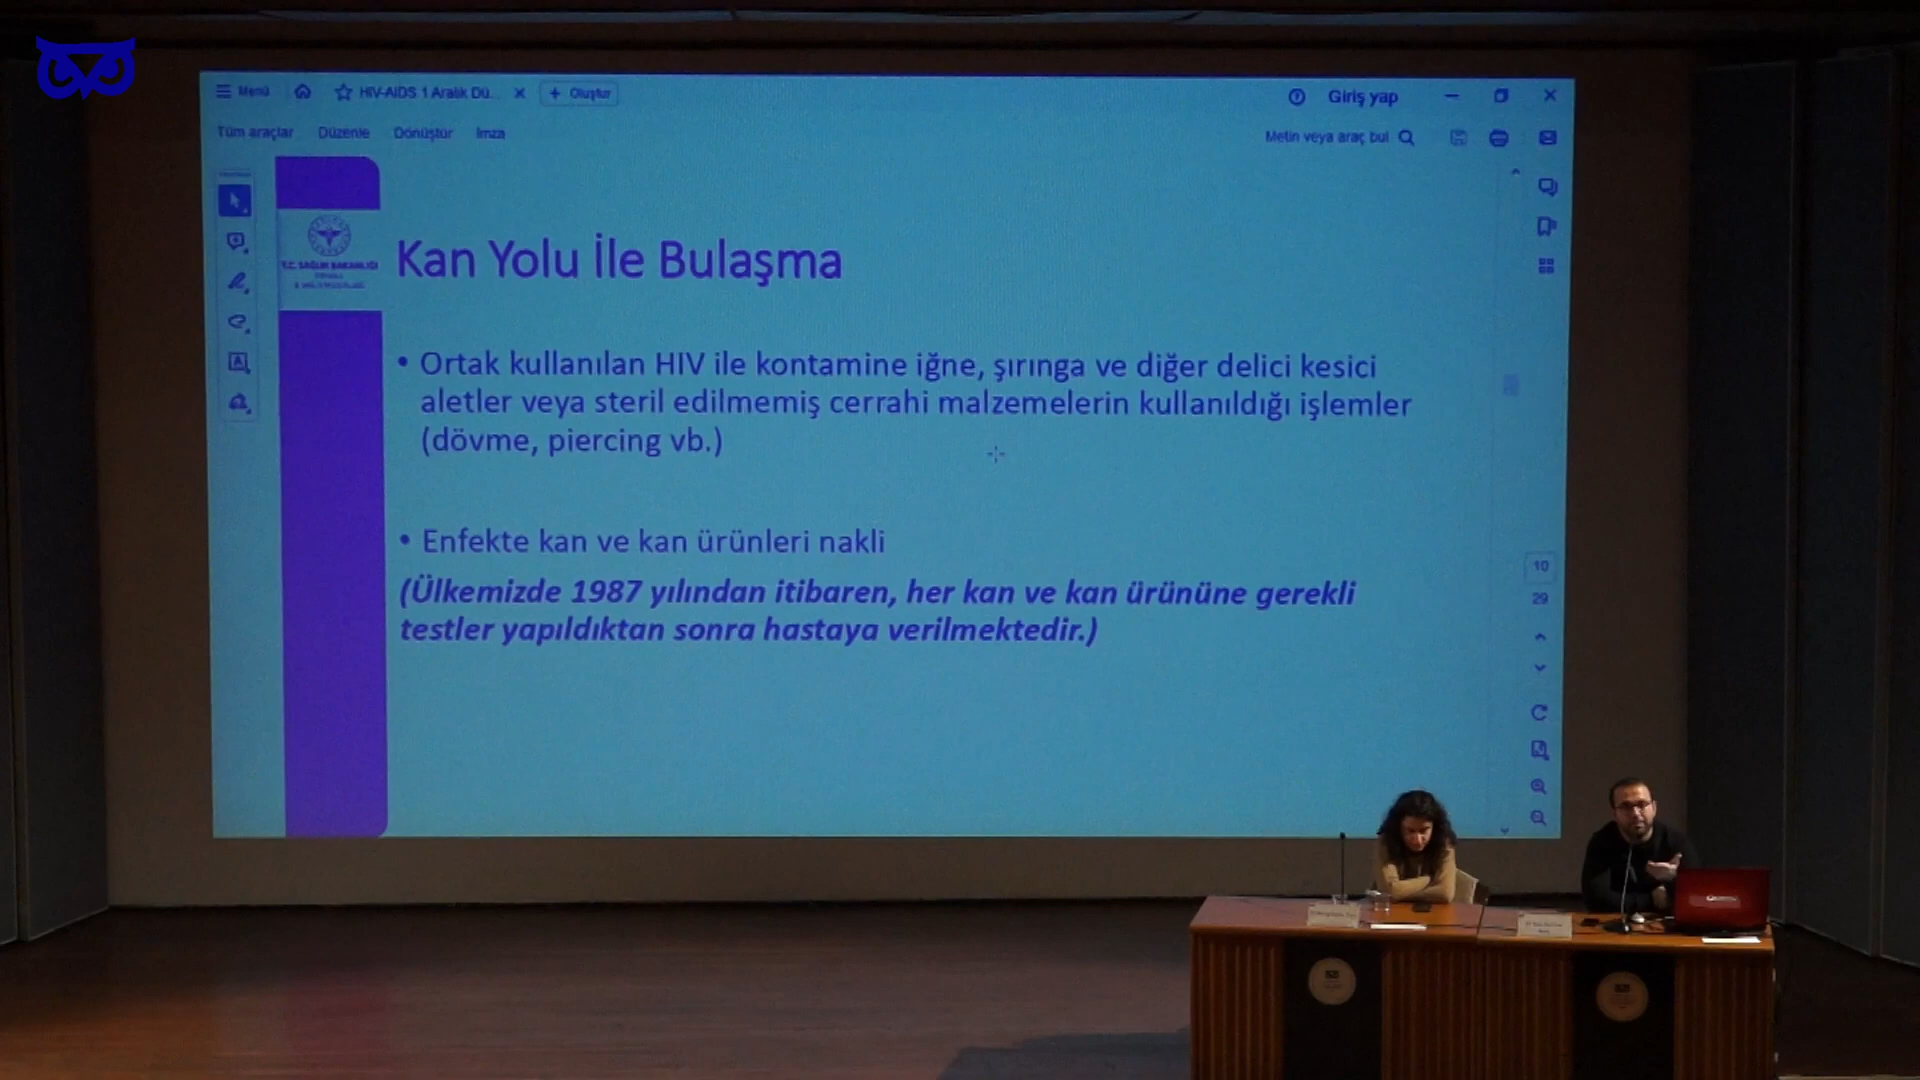 Menü
HIV-AIDS 1 Aralık Dü...
Oluştur
Giriş yap
Tüm araçlar
Düzenle
Dönüştür
İmza
Metin veya araç bul
T.C. SAĞLIK BAKANLIĞI
Kan Yolu İle Bulaşma
• Ortak kullanılan HIV ile kontamine iğne, şırınga ve diğer delici kesici
aletler veya steril edilmemiş cerrahi malzemelerin kullanıldığı işlemler
(dövme, piercing vb.)
• Enfekte kan ve kan ürünleri nakli
(Ülkemizde 1987 yılından itibaren, her kan ve kan ürününe gerekli
testler yapıldıktan sonra hastaya verilmektedir.)
10
29